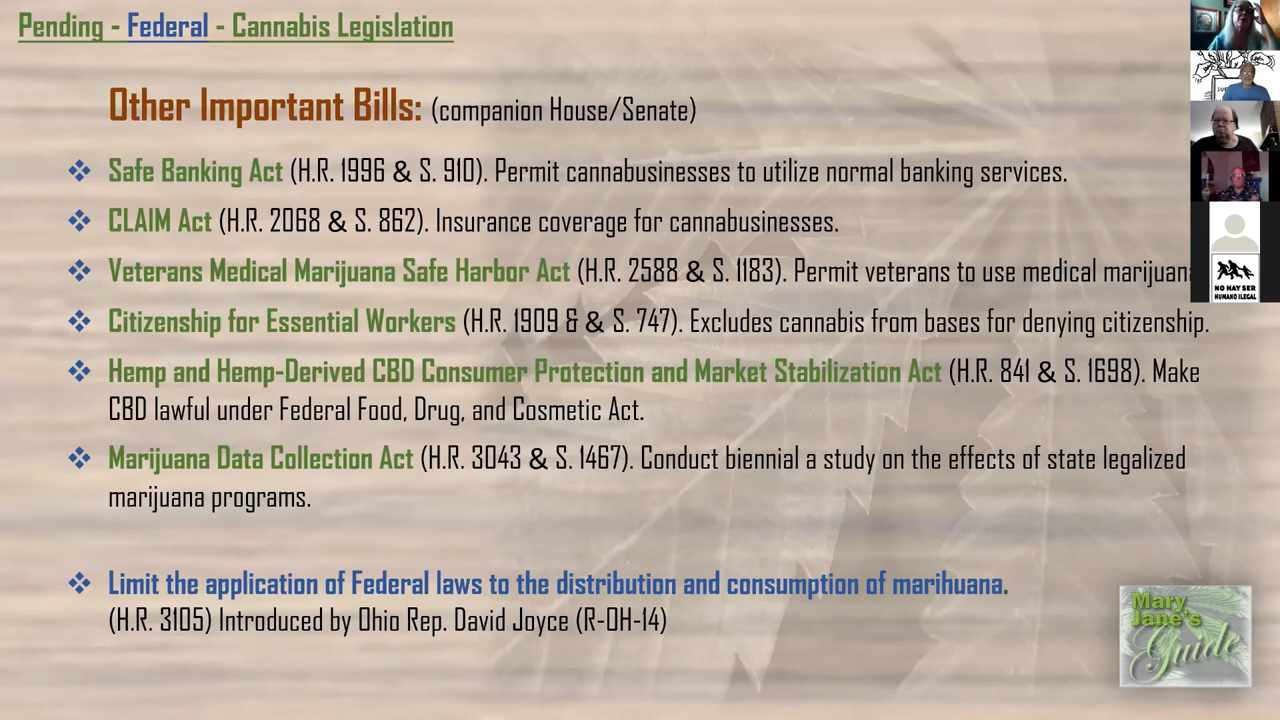 Pending - Federal - Cannabis Legislation
Other Important Bills: (companion House/Senate)
Safe Banking Act (H.R. 1996 & S. 910). Permit cannabusinesses to utilize normal banking services.
CLAIM Act (H.R. 2068 & S. 862). Insurance coverage for cannabusinesses.
Veterans Medical Marijuana Safe Harbor Act (H.R. 2588 & S. 1183). Permit veterans to use medical marijuan
Citizenship for Essential Workers (H.R. 1909 & & S. 747). Excludes cannabis from bases for denying citizenship.
Hemp and Hemp-Derived CBD Consumer Protection and Market Stabilization Act (H.R. 841 & S. 1698). Make
CBD lawful under Federal Food, Drug, and Cosmetic Act.
Marijuana Data Collection Act (H.R. 3043 & S. 1467). Conduct biennial a study on the effects of state legalized
marijuana programs.
Limit the application of Federal laws to the distribution and consumption of marihuana.
(H.R. 3105) Introduced by Ohio Rep. David Joyce (R-OH-14)
NO HAY SER
HUMANO ILEGAL
Mary
Jane's
Guide